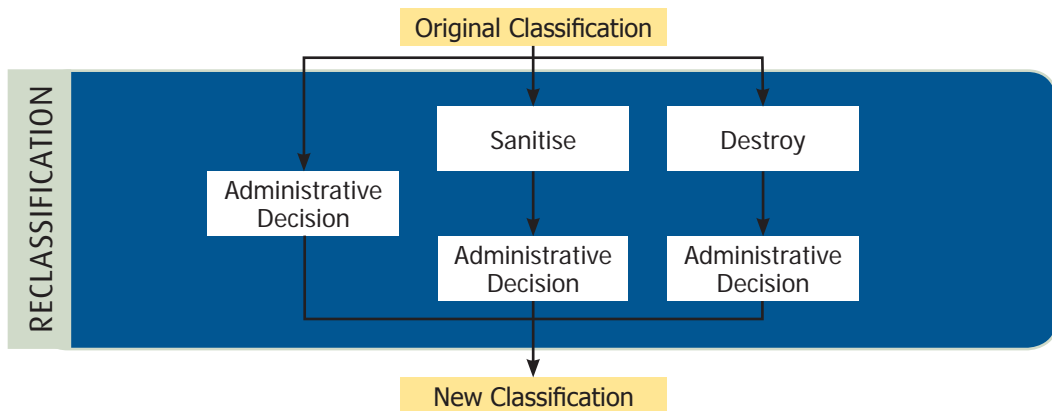 Original Classification
RECLASSIFICATION
Sanitise
Destroy
Administrative
Decision
Administrative
Decision
Administrative
Decision
New Classification